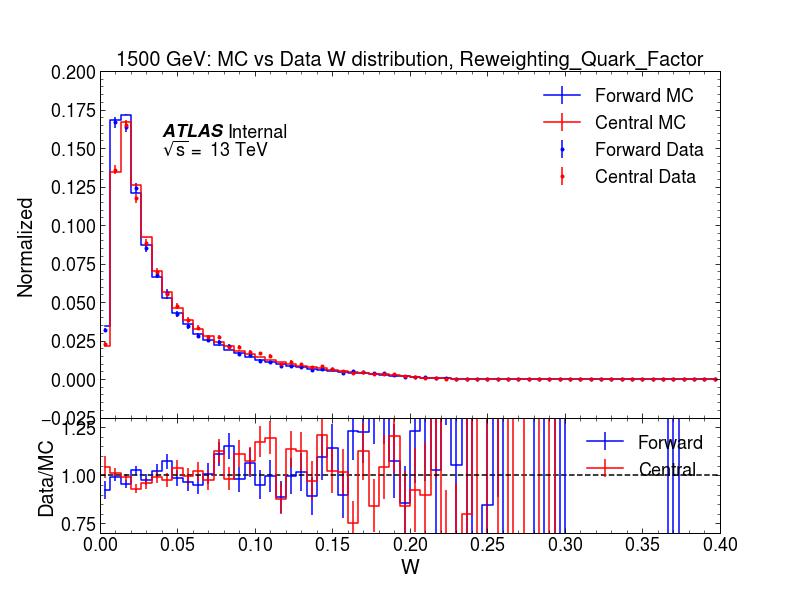 1500 GeV: MC vs Data W distribution, Reweighting_Quark_Factor
0.200
0.175
0.150
0.125
0.100
0.075
0.050
0.025
0.000
−0.025
Normalized
ATLAS Internal
√s = 13 TeV
Forward MC
Central MC
Forward Data
Central Data
1.25
1.00
0.75
Data/MC
Forward
Central
0.00 0.05 0.10 0.15 0.20 0.25 0.30 0.35 0.40
W